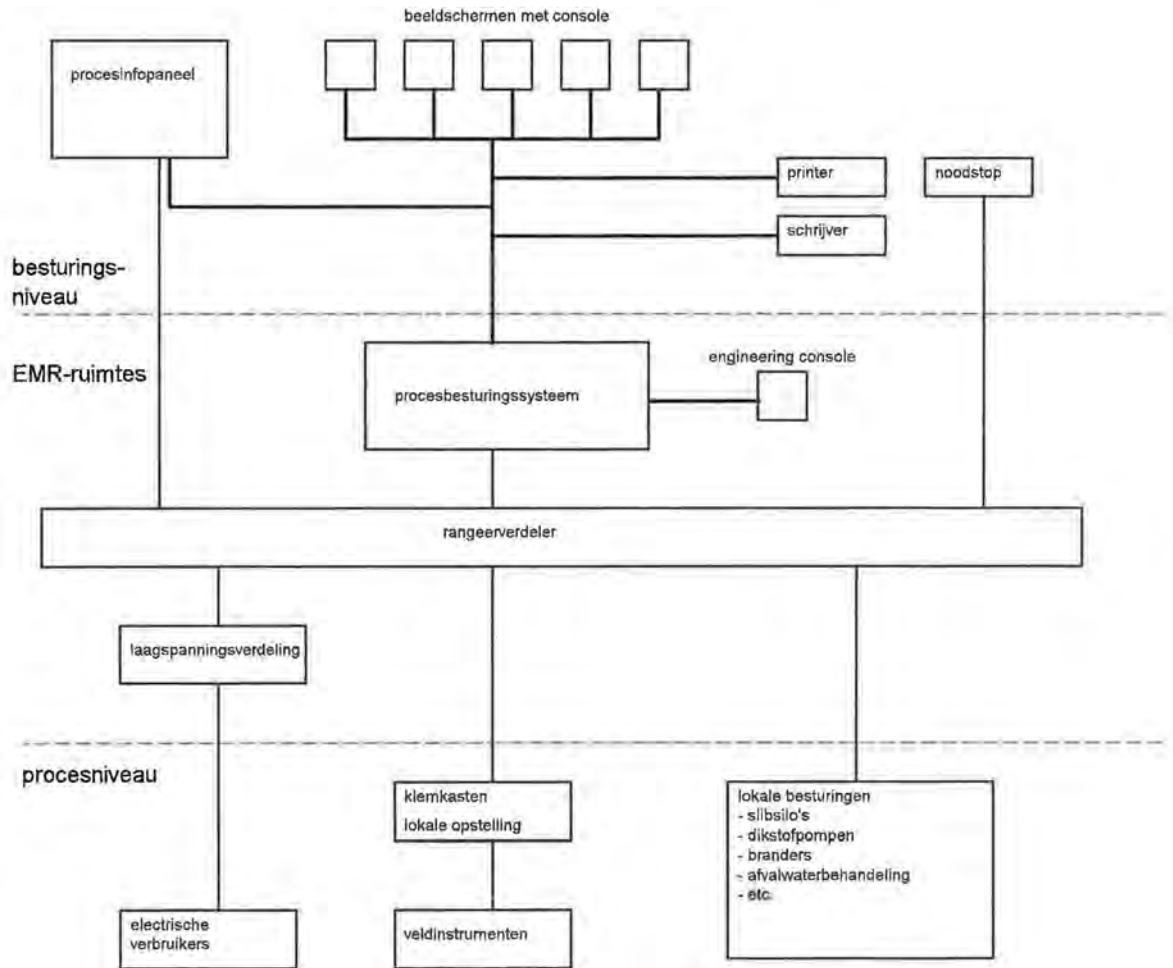 beeldschermen met console
procesinfopaneel
printer
noodstop
schrijver
besturings-
niveau
EMR-ruimtes
engineering console
procesbesturingssysteem
rangeerverdeler
laagspanningsverdeling
procesniveau
klemkasten
lokale opstelling
lokale besturingen
- slibsilo's
- dikstofpompen
- branders
- afvalwaterbehandeling
- etc.
electrische
verbruikers
veldinstrumenten